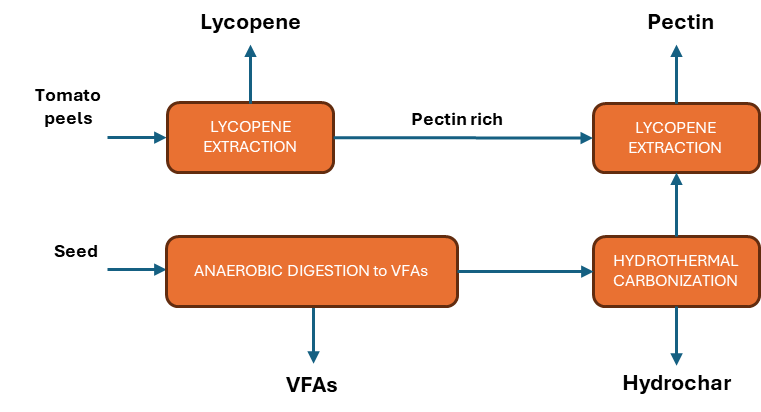 Lycopene
Pectin
Tomato
peels
LYCOPENE
EXTRACTION
Pectin rich
LYCOPENE
EXTRACTION
Seed
ANAEROBIC DIGESTION to VFAs
HYDROTHERMAL
CARBONIZATION
VFAs
Hydrochar